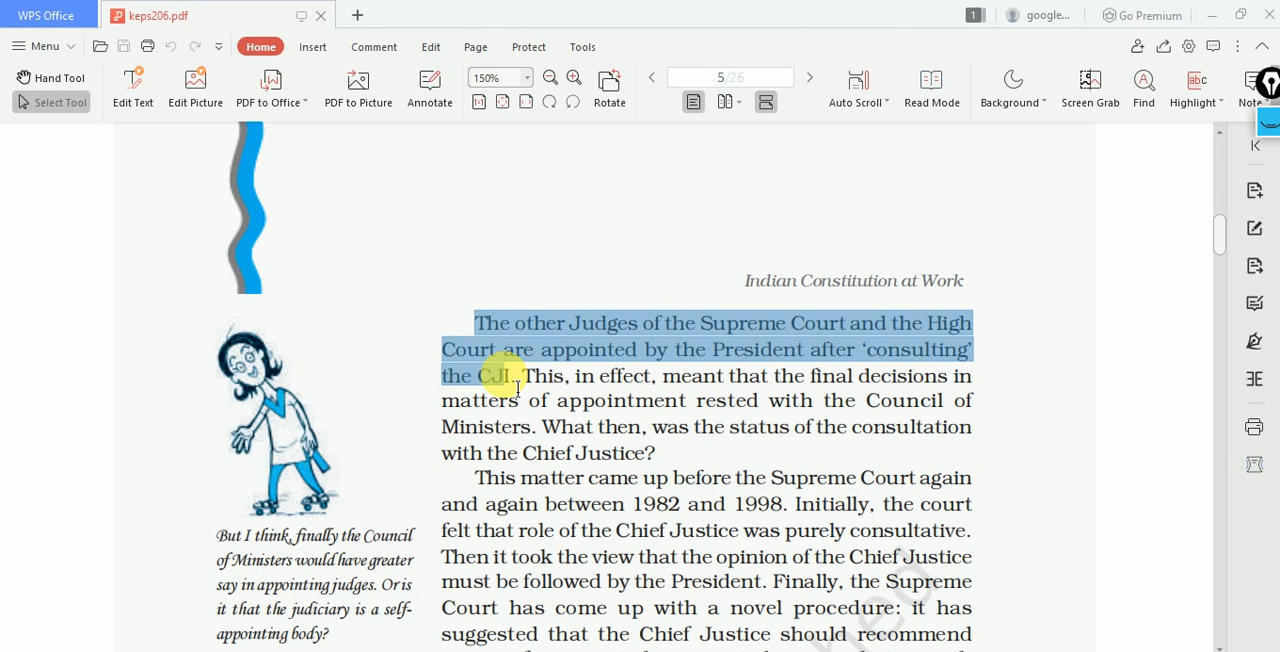 WPS Office
keps206.pdf
+
1
google...
Go Premium
Menu
Home
Insert
Comment
Edit
Page
Protect
Tools
Hand Tool
Select Tool
Edit Text
Edit Picture
PDF to Office
PDF to Picture
Annotate
150%
Rotate
5/26
Auto Scroll
Read Mode
Background
Screen Grab
Find
abc
Highlight
Note
Indian Constitution at Work
The other Judges of the Supreme Court and the High
Court are appointed by the President after ‘consulting’
the CJI. This, in effect, meant that the final decisions in
matters of appointment rested with the Council of
Ministers. What then, was the status of the consultation
with the Chief Justice?
This matter came up before the Supreme Court again
and again between 1982 and 1998. Initially, the court
felt that role of the Chief Justice was purely consultative.
Then it took the view that the opinion of the Chief Justice
must be followed by the President. Finally, the Supreme
Court has come up with a novel procedure: it has
suggested that the Chief Justice should recommend
But I think, finally the Council
of Ministers would have greater
say in appointing judges. Or is
it that the judiciary is a self-
appointing body?